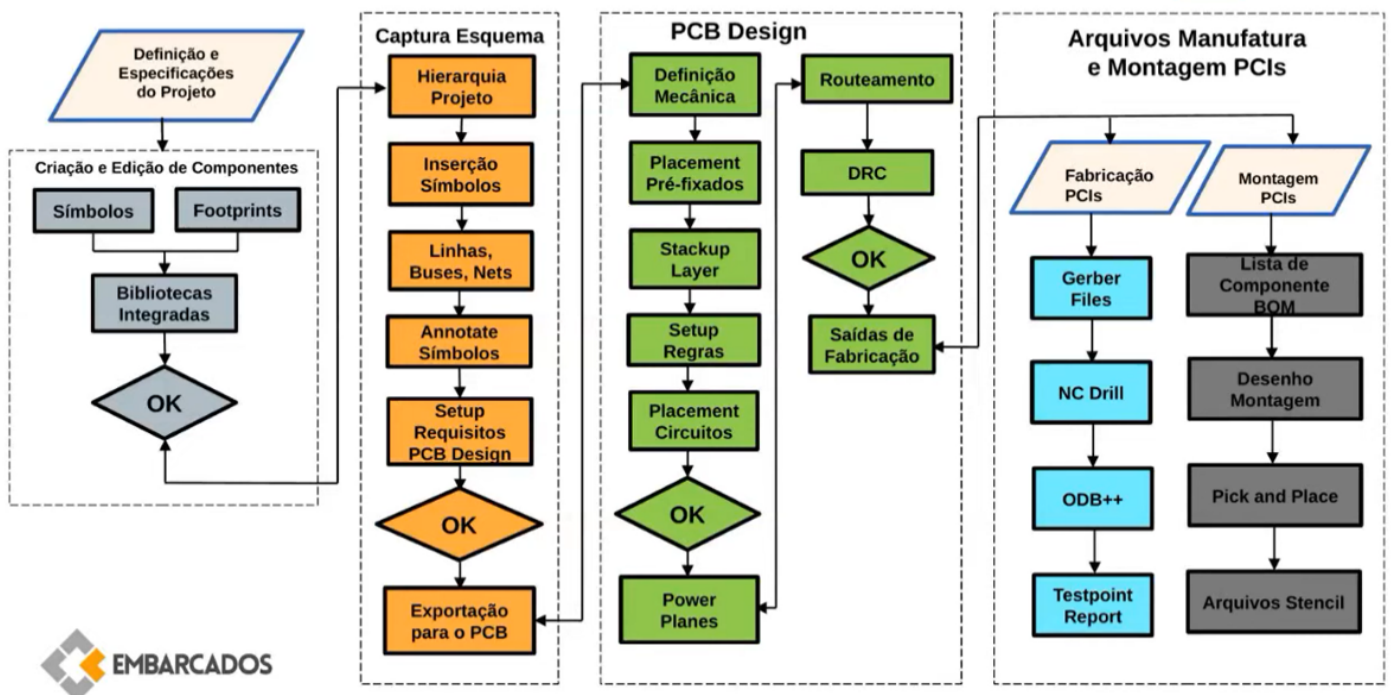 Definição e
Especificações
do Projeto
Criação e Edição de Componentes
Símbolos
Footprints
Bibliotecas
Integradas
OK
Captura Esquema
Hierarquia
Projeto
Inserção
Símbolos
Linhas,
Buses, Nets
Annotate
Símbolos
Setup
Requisitos
PCB Design
OK
Exportação
para o PCB
PCB Design
Definição
Mecânica
Placement
Pré-fixados
Stackup
Layer
Setup
Regras
Placement
Circuitos
OK
Power
Planes
Routeamento
DRC
OK
Saídas de
Fabricação
Arquivos Manufatura
e Montagem PCIs
Fabricação
PCIs
Gerber
Files
NC Drill
ODB++
Testpoint
Report
Montagem
PCIs
Lista de
Componente
BOM
Desenho
Montagem
Pick and Place
Arquivos Stencil
EMBARCADOS